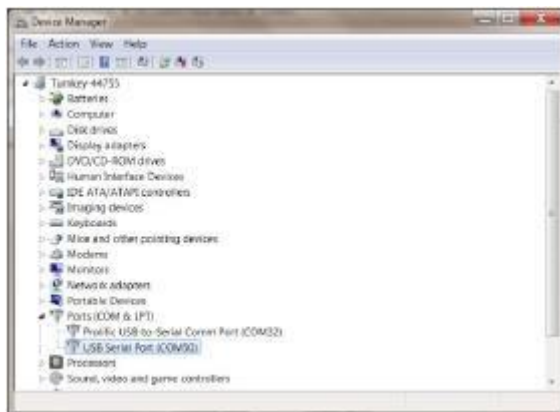 Device Manager
File Action View Help
Turnkey-44755
Batteries
Computer
Disk drives
Display adapters
DVD/CD-ROM drives
Human Interface Devices
IDE ATA/ATAPI controllers
Imaging devices
Keyboards
Mice and other pointing devices
Modems
Monitors
Network adapters
Portable Devices
Ports (COM & LPT)
Prolific USB-to-Serial Comm Port (COM32)
USB Serial Port
Processors
Sound, video and game controllers